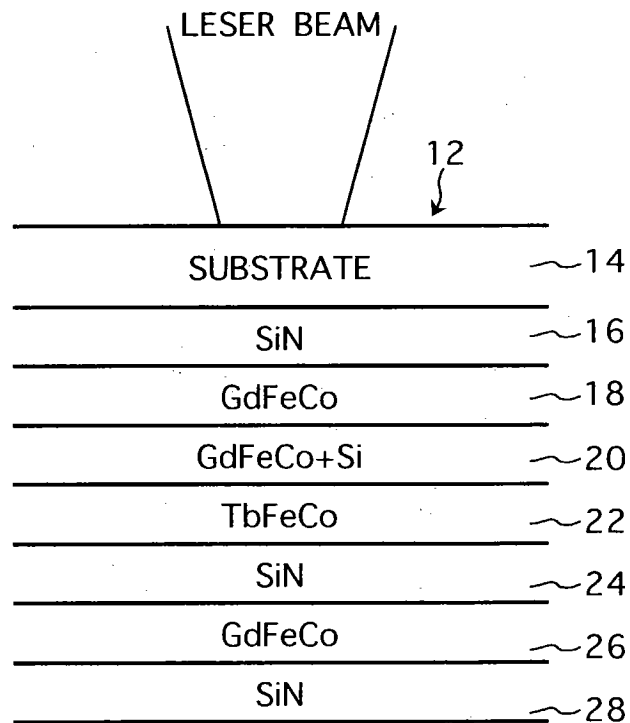 LESER BEAM
12
SUBSTRATE 14
SiN 16
GdFeCo 18
GdFeCo+Si 20
TbFeCo 22
SiN 24
GdFeCo 26
SiN 28